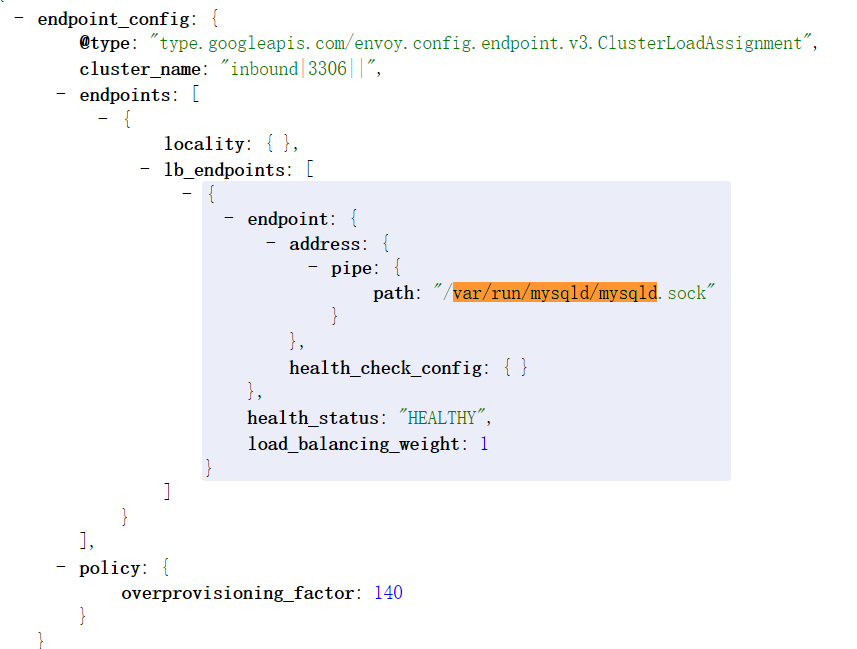 - endpoint_config: {
@type: "type.googleapis.com/envoy.config.endpoint.v3.ClusterLoadAssignment",
cluster_name: "inbound|3306||",
- endpoints: [
- {
locality: { },
- lb_endpoints: [
- {
- endpoint: {
- address: {
- pipe: {
path: "/var/run/mysqld/mysqld.sock"
}
},
health_check_config: { }
},
health_status: "HEALTHY",
load_balancing_weight: 1
}
]
}
],
- policy: {
overprovisioning_factor: 140
}
}